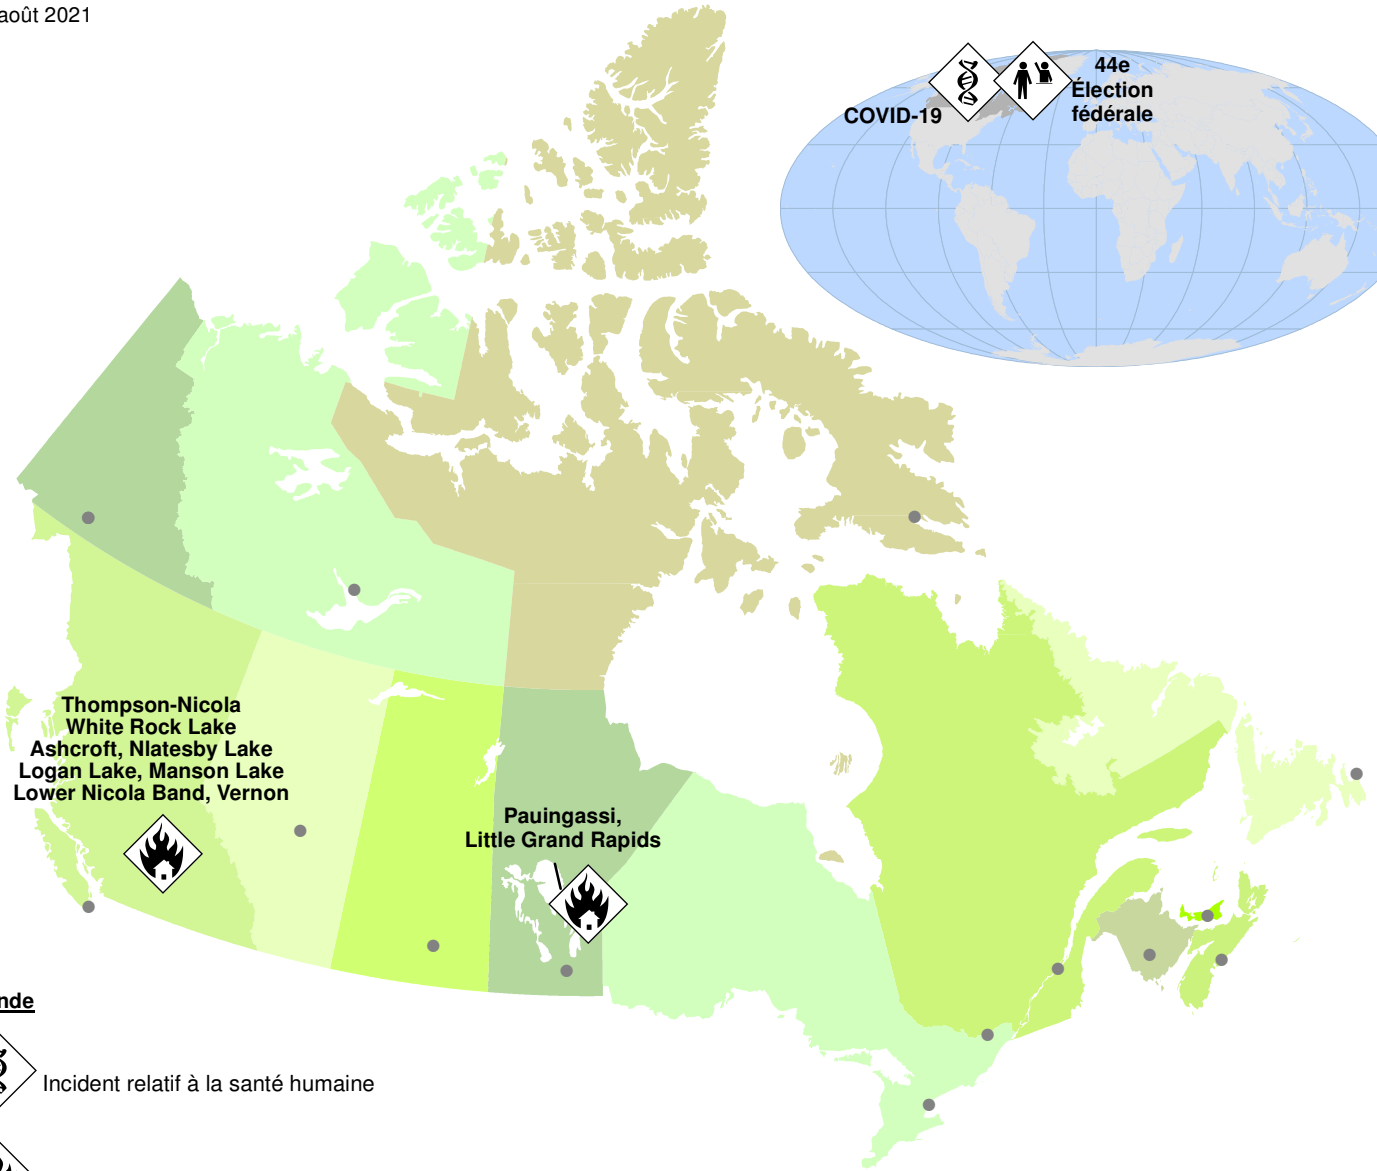 août 2021
44e
Élection
fédérale
COVID-19
Thompson-Nicola
White Rock Lake
Ashcroft, Nlatesby Lake
Logan Lake, Manson Lake
Lower Nicola Band, Vernon
Pauingassi,
Little Grand Rapids
nde
Incident relatif à la santé humaine